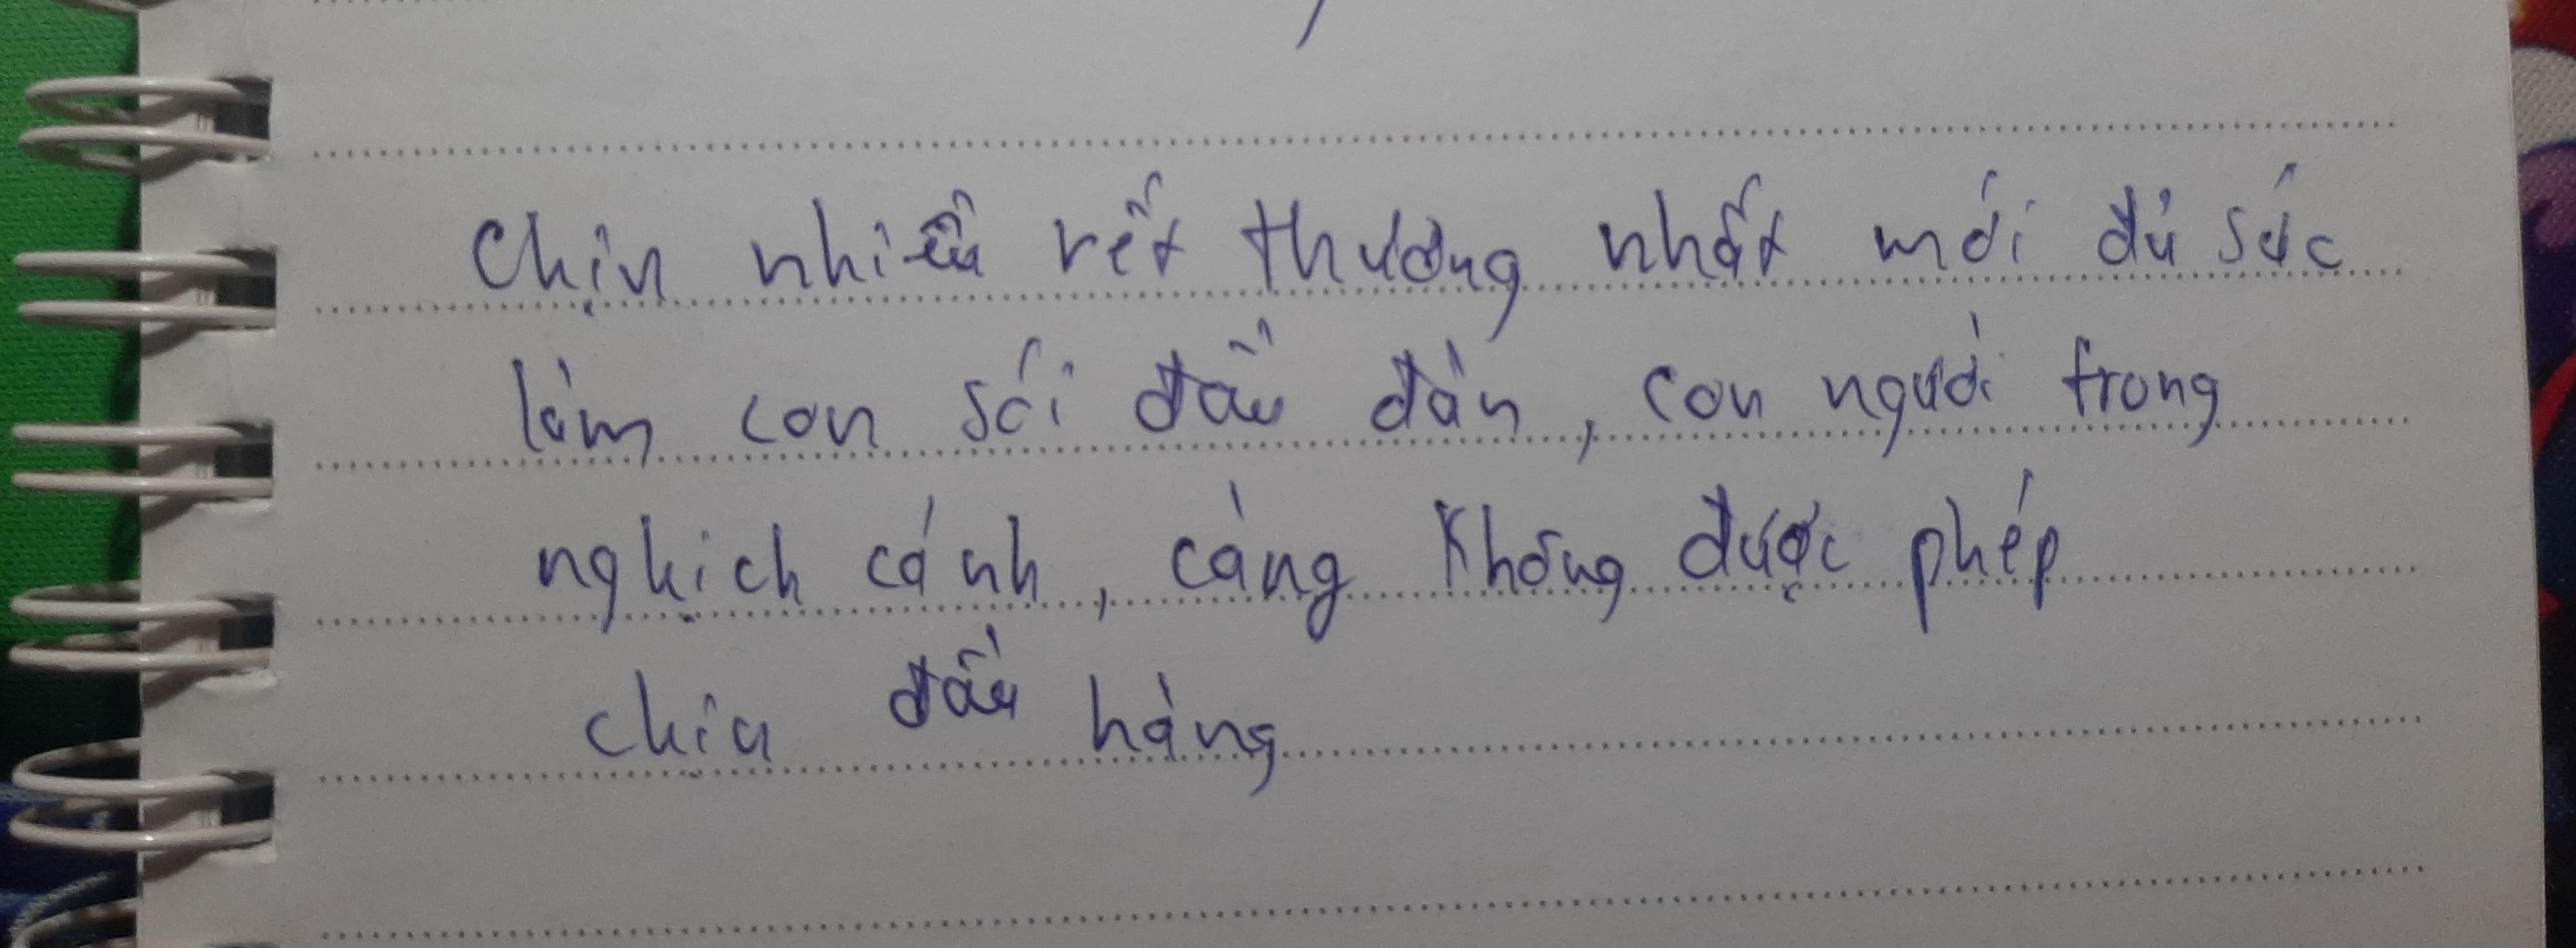 Chịu nhiều vết thương nhất mới đủ sức
làm con sói đầu đàn, con người trong
nghịch cảnh, càng không được phép
chịu đầu hàng